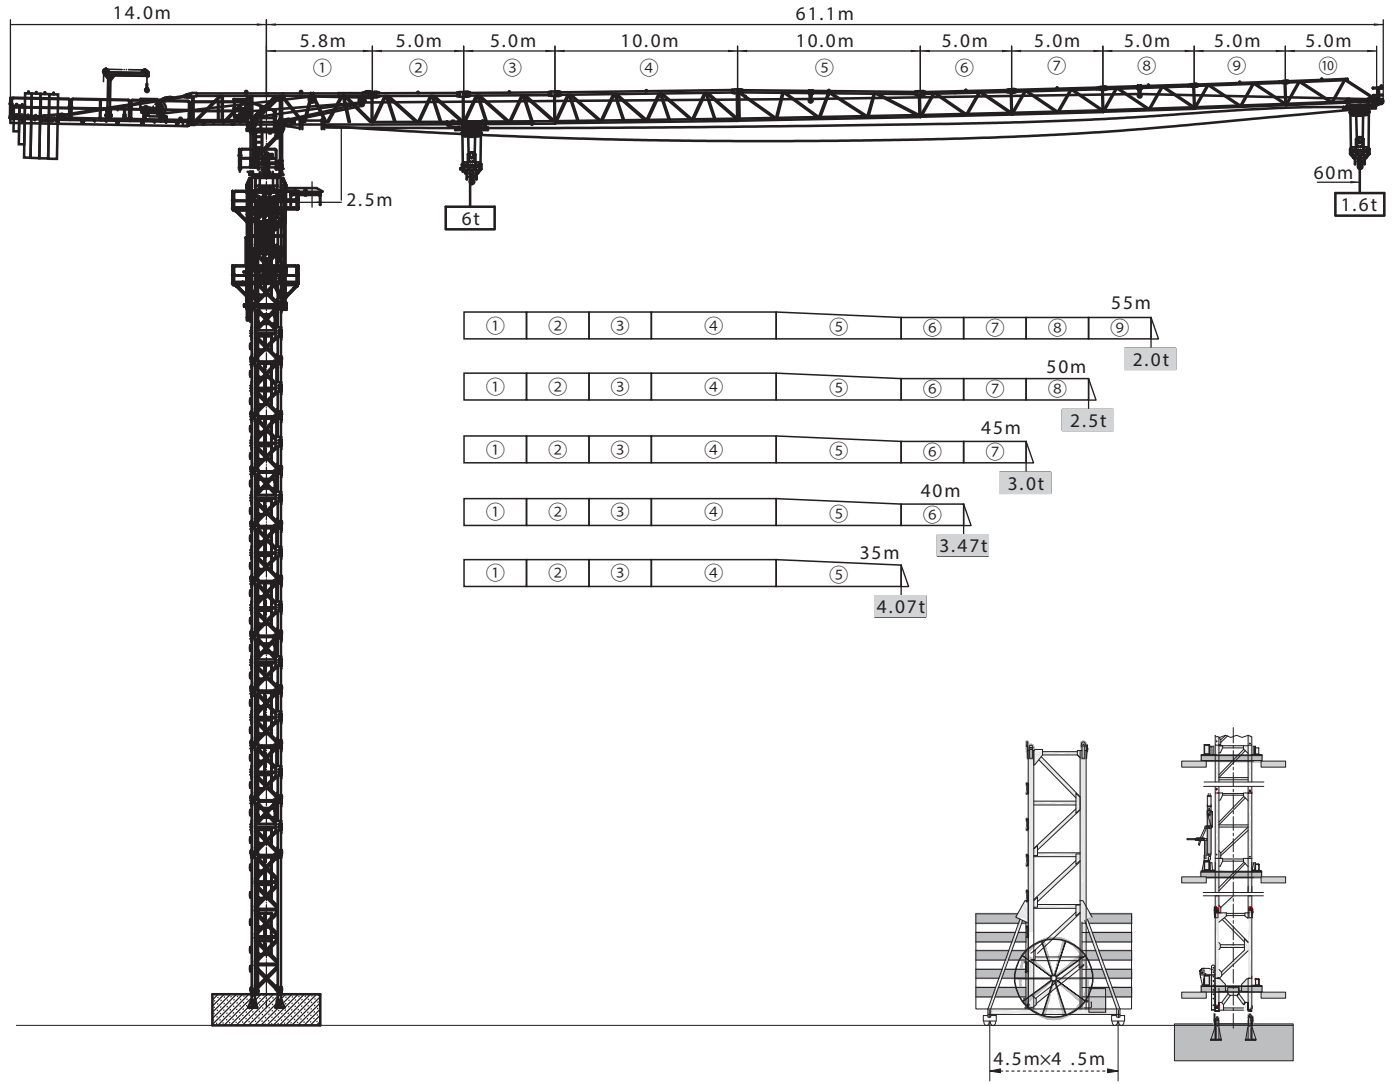 14.0m 61.1m
5.8m 5.0m 5.0m 10.0m 10.0m 5.0m 5.0m 5.0m 5.0m 5.0m
① ② ③ ④ ⑤ ⑥ ⑦ ⑧ ⑨ ⑩
2.5m
60m
6t
1.6t
55m
① ② ③ ④ ⑤ ⑥ ⑦ ⑧ ⑨
2.0t
50m
① ② ③ ④ ⑤ ⑥ ⑦ ⑧
2.5t
45m
① ② ③ ④ ⑤ ⑥ ⑦
3.0t
40m
① ② ③ ④ ⑤ ⑥
3.47t
35m
① ② ③ ④ ⑤
4.07t
4.5m×4 .5m